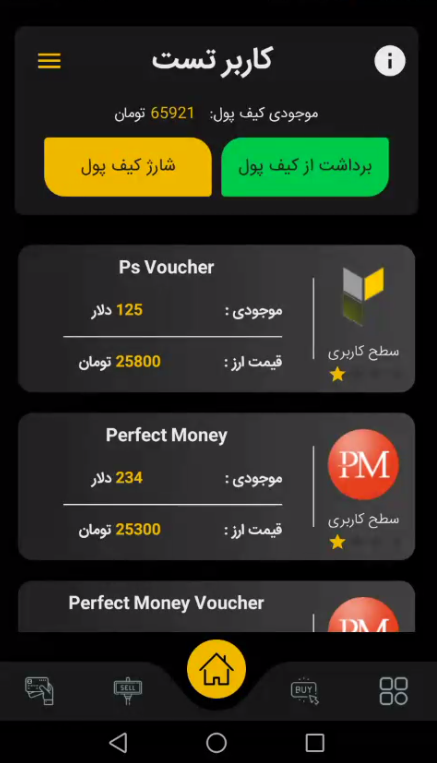 کاربر تست
موجودی کیف پول: 65921 تومان
برداشت از کیف پول
شارژ کیف پول
Ps Voucher
موجودی : 125 دلار
قیمت ارز : 25800 تومان
سطح کاربری
Perfect Money
موجودی : 234 دلار
قیمت ارز : 25300 تومان
PM
سطح کاربری
Perfect Money Voucher
PM
SELL
BUY